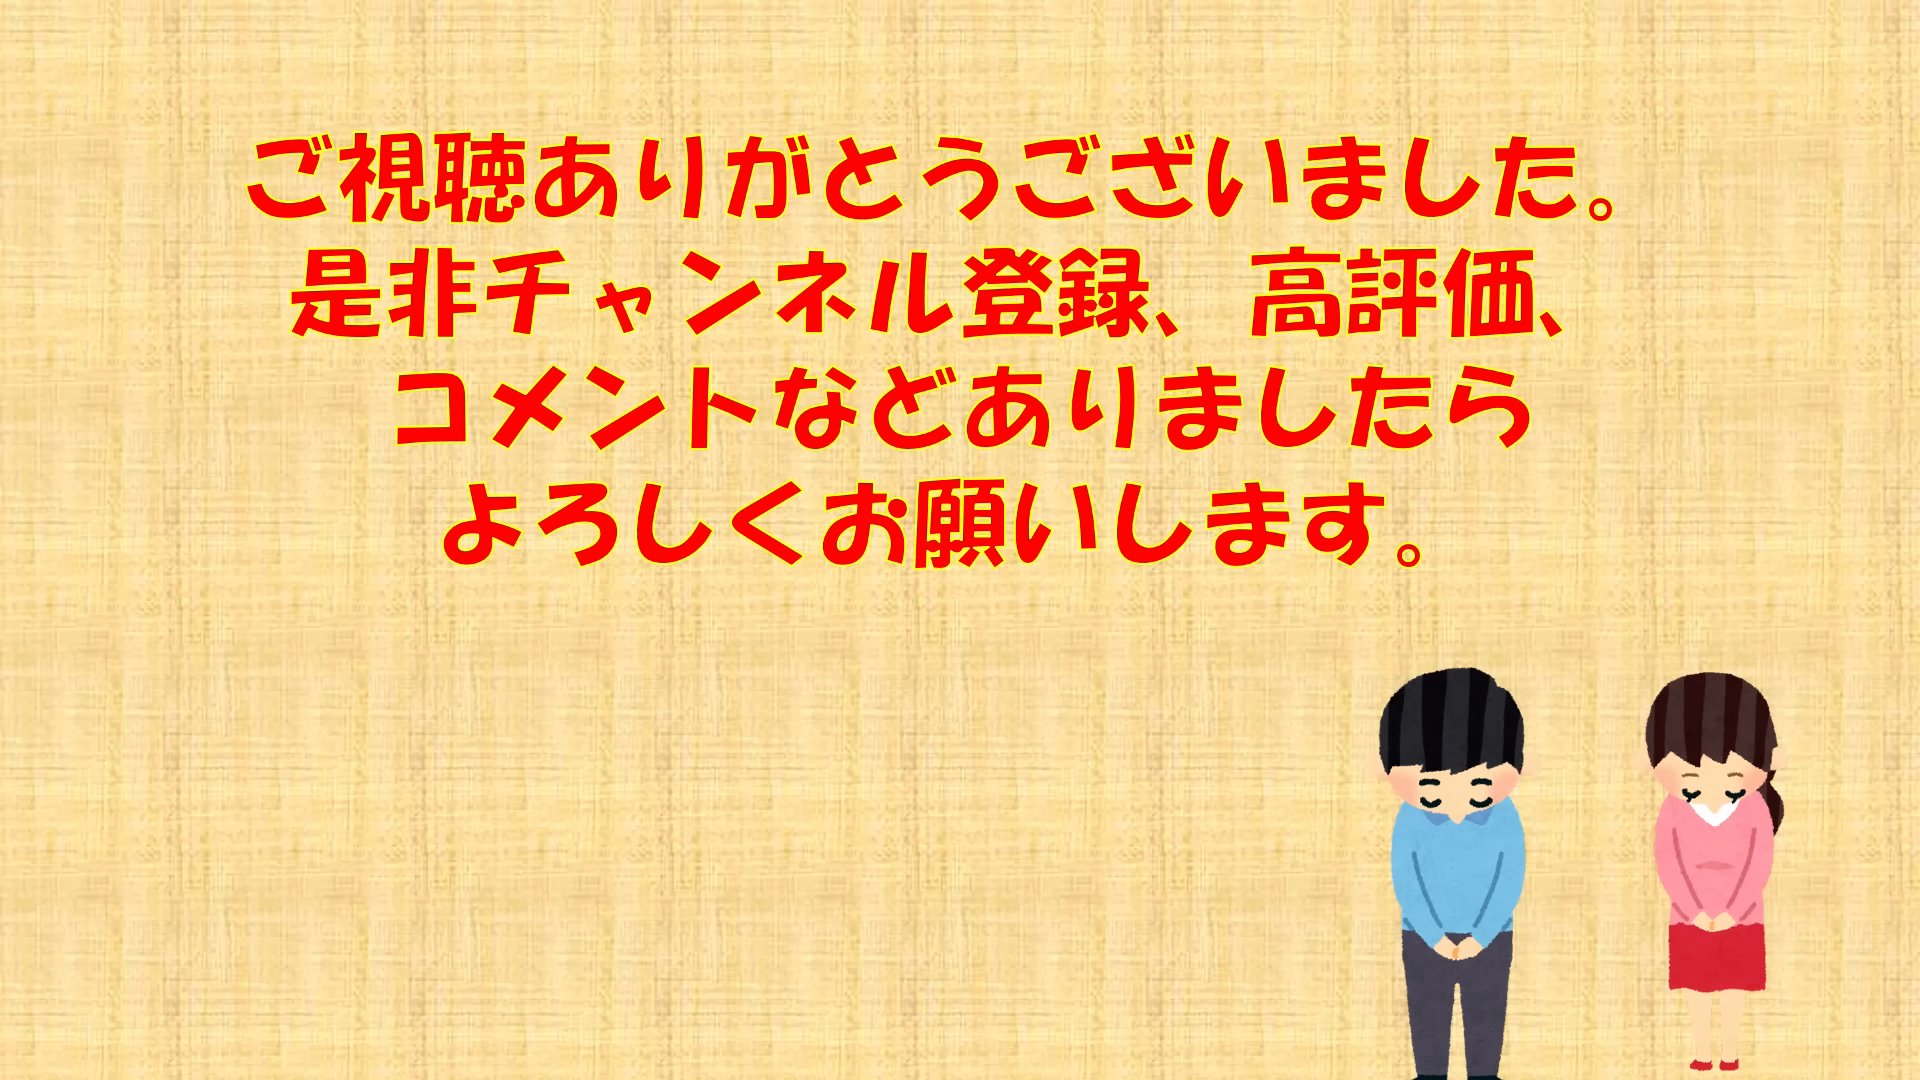 ご視聴ありがとうございました。
是非チャンネル登録、高評価、
コメントなどありましたら
よろしくお願いします。